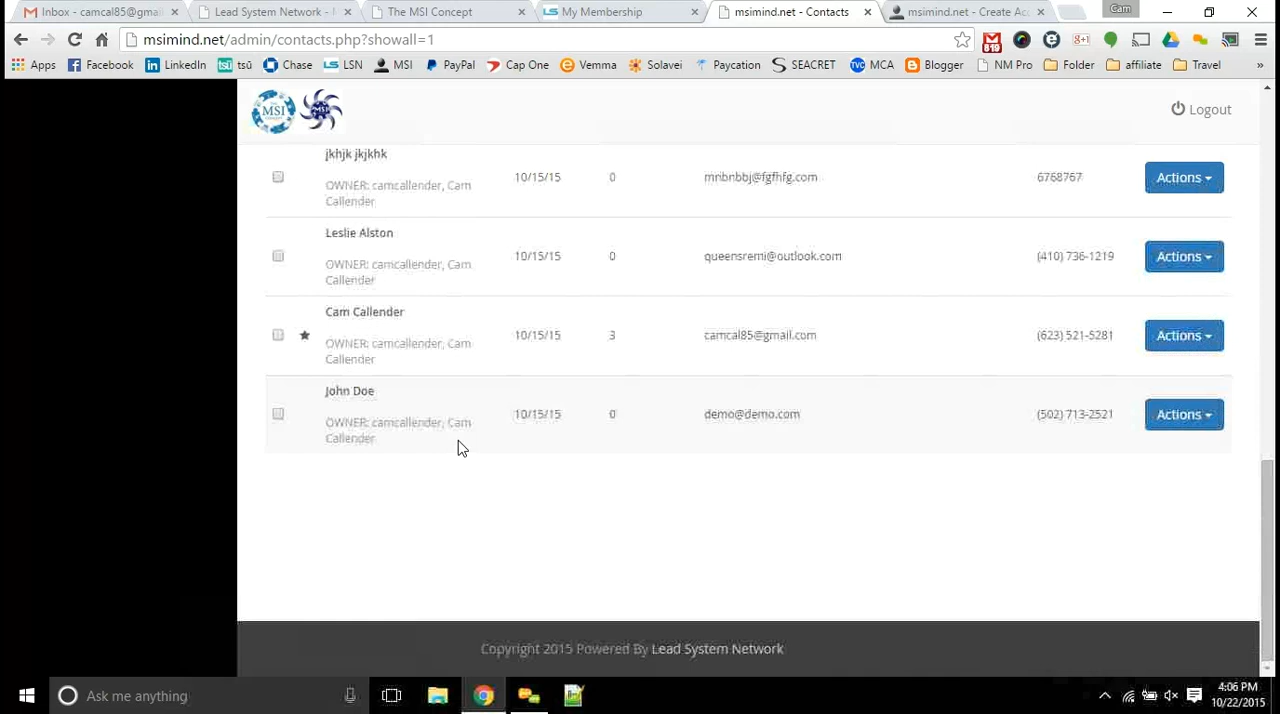 Inbox - camcal85@gmai
Lead System Network -
The MSI Concept
My Membership
msimind.net - Contacts
msimind.net - Create Acc
Cam
msimind.net/admin/contacts.php?showall=1
819
g+1
Apps
Facebook
LinkedIn
tsū
Chase
LSN
MSI
PayPal
Cap One
Vemma
Solavei
Paycation
SEACRET
MCA
Blogger
NM Pro
Folder
affiliate
Travel
»
MSI
MSI
Logout
jkhjk jkjkhk
OWNER: camcallender, Cam
Callender
10/15/15
0
mnbnbbj@fgfhfg.com
6768767
Actions
Leslie Alston
OWNER: camcallender, Cam
Callender
10/15/15
0
queensremi@outlook.com
(410) 736-1219
Actions
Cam Callender
OWNER: camcallender, Cam
Callender
10/15/15
3
camcal85@gmail.com
(623) 521-5281
Actions
John Doe
OWNER: camcallender, Cam
Callender
10/15/15
0
demo@demo.com
(502) 713-2521
Actions
Copyright 2015 Powered By Lead System Network
Ask me anything
4:06 PM
10/22/2015